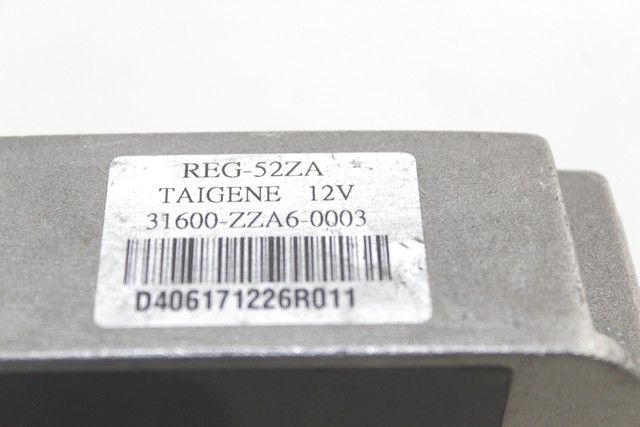 REG-52ZA
TAIGENE 12V
31600-ZZA6-0003
D406171226R011